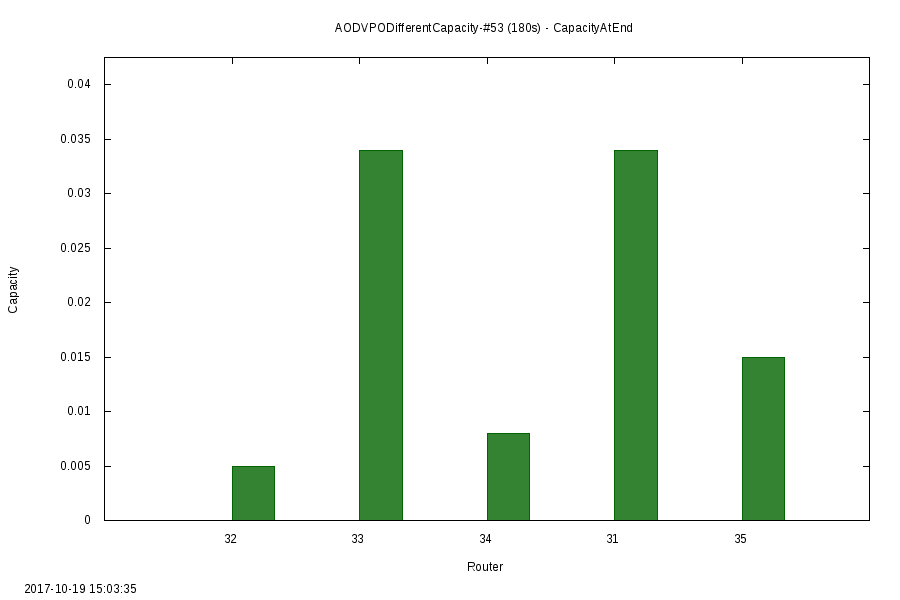 AODVPODifferentCapacity-#53 (180s) - CapacityAtEnd
0.04
0.035
0.03
0.025
0.02
0.015
0.01
0.005
0
Capacity
32 33 34 31 35
Router
2017-10-19 15:03:35